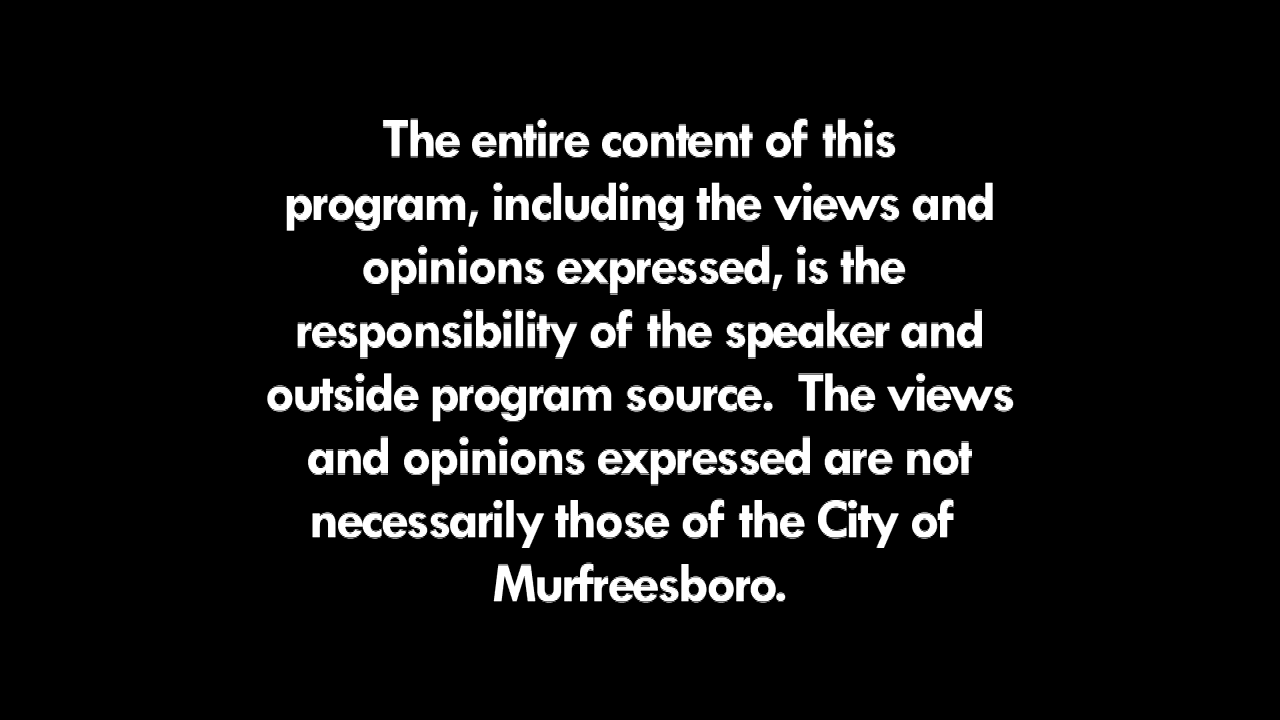 The entire content of this
program, including the views and
opinions expressed, is the
responsibility of the speaker and
outside program source.  The views
and opinions expressed are not
necessarily those of the City of
Murfreesboro.